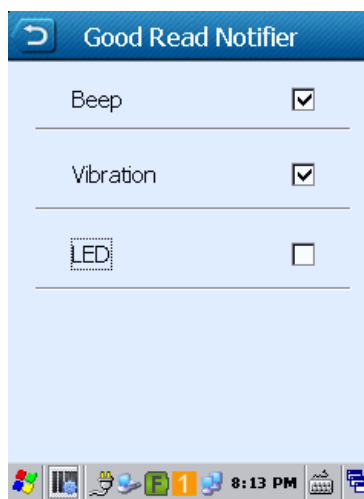 Good Read Notifier
Beep
Vibration
LED
F 1 8:13 PM